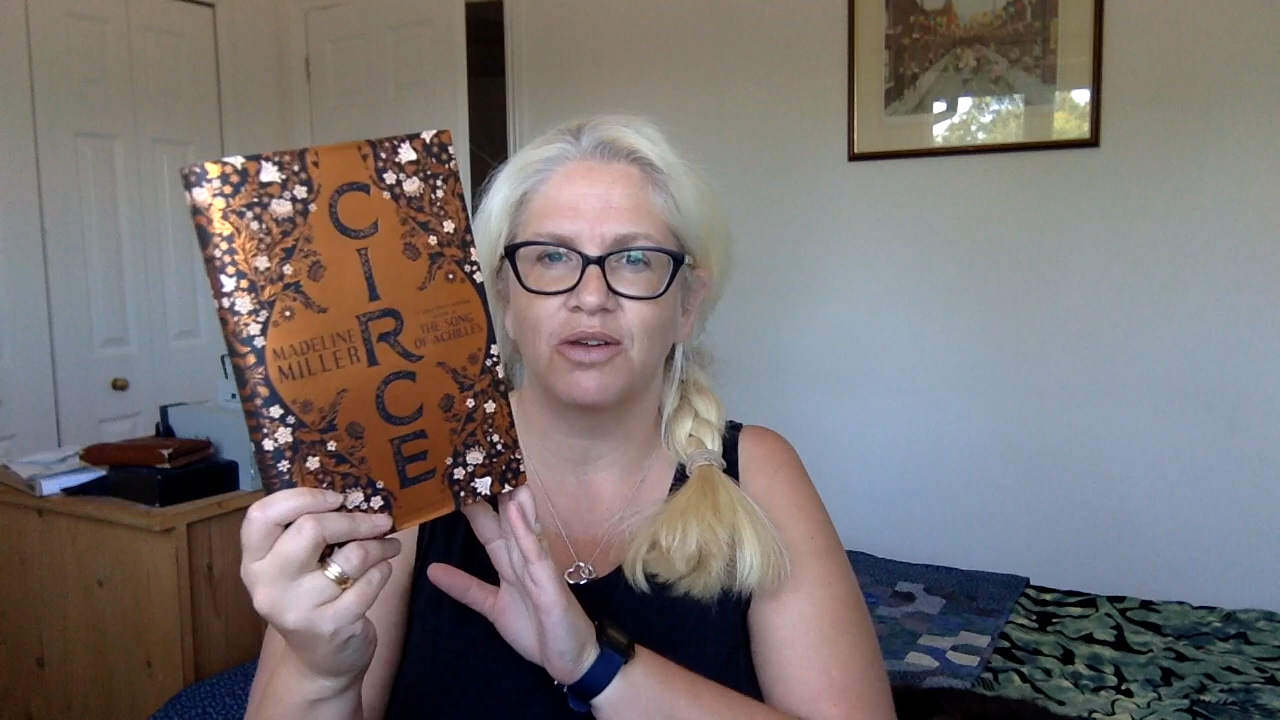 CIRCE
MADELINE
MILLER
THE SONG
OF ACHILLES